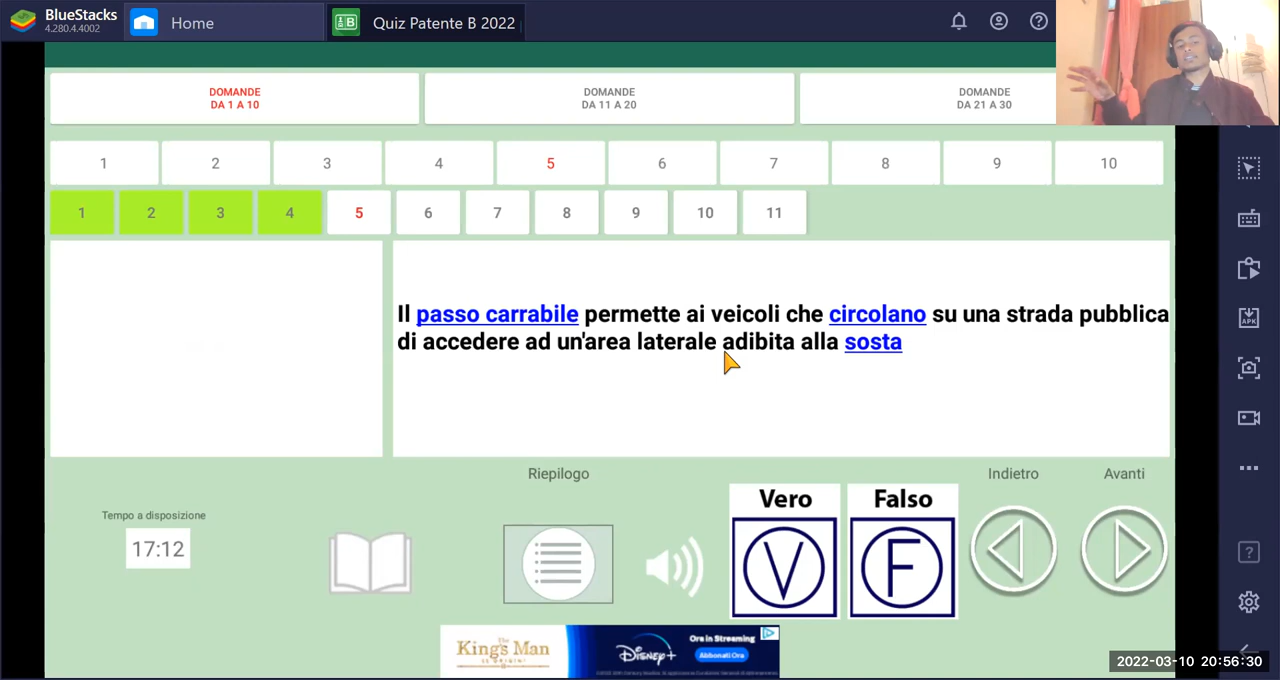 BlueStacks
4.280.4.4002
Home
Quiz Patente B 2022
DOMANDE
DA 1 A 10
DOMANDE
DA 11 A 20
DOMANDE
DA 21 A 30
1 2 3 4 5 6 7 8 9 10
1 2 3 4 5 6 7 8 9 10 11
Il passo carrabile permette ai veicoli che circolano su una strada pubblica
di accedere ad un'area laterale adibita alla sosta
Riepilogo
Indietro
Avanti
Vero
Falso
V
F
Tempo a disposizione
17:12
The
King's Man
LE ORIGINI
Disney+
Ora in Streaming
Abbonati Ora
APK
2022-03-10 20:56:30